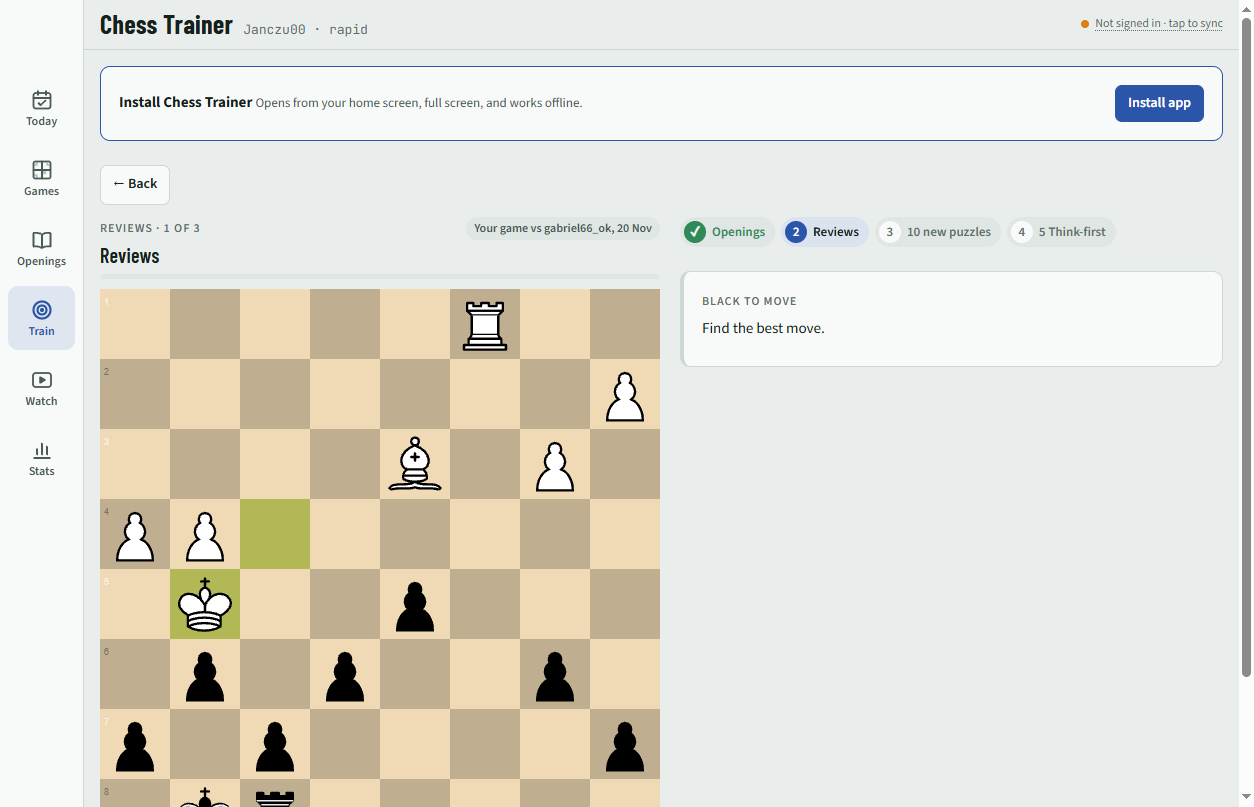 Chess Trainer Janczu00 · rapid
Not signed in · tap to sync
Install Chess Trainer Opens from your home screen, full screen, and works offline.
Install app
Today
Games
Openings
Train
Watch
Stats
← Back
REVIEWS · 1 OF 3
Your game vs gabriel66_ok, 20 Nov
Reviews
Openings
2 Reviews
3 10 new puzzles
4 5 Think-first
BLACK TO MOVE
Find the best move.
1
2
3
4
5
6
7
8